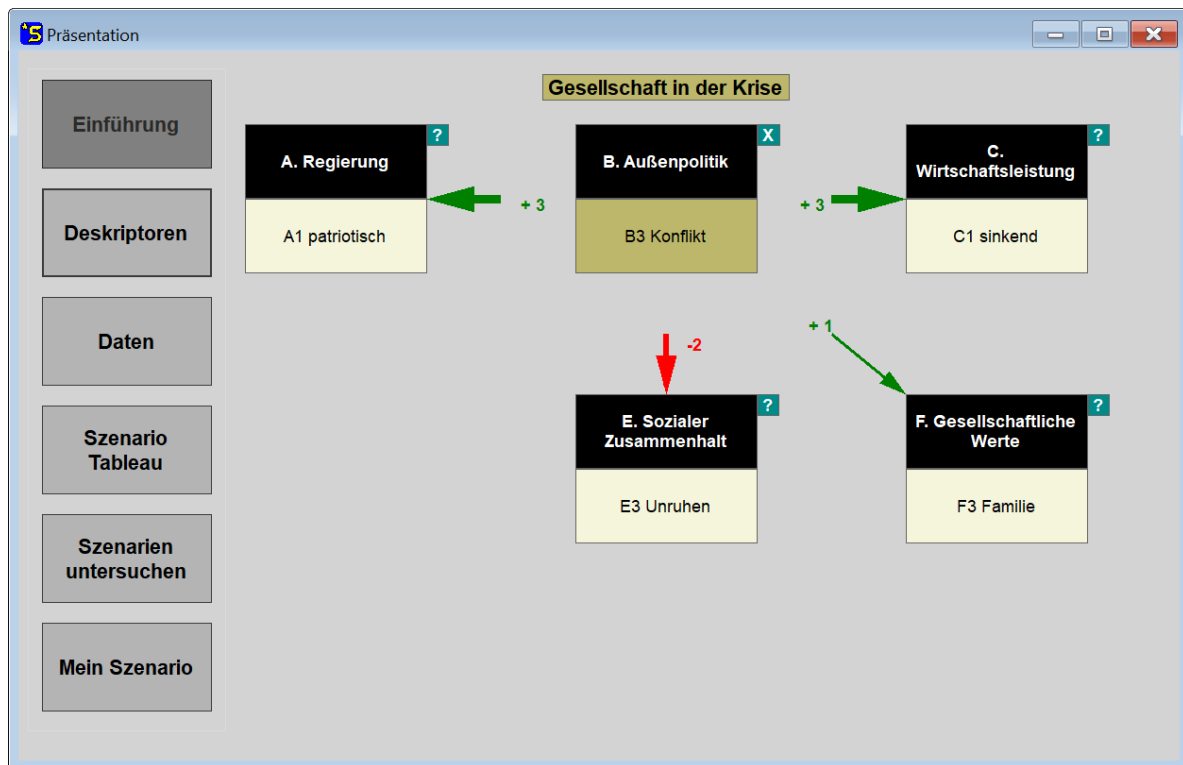 Präsentation
Einführung
Deskriptoren
Daten
Szenario
Tableau
Szenarien
untersuchen
Mein Szenario
Gesellschaft in der Krise
A. Regierung
?
A1 patriotisch
+ 3
B. Außenpolitik
X
B3 Konflikt
+ 3
C.
Wirtschaftsleistung
?
C1 sinkend
-2
+ 1
E. Sozialer
Zusammenhalt
?
E3 Unruhen
F. Gesellschaftliche
Werte
?
F3 Familie